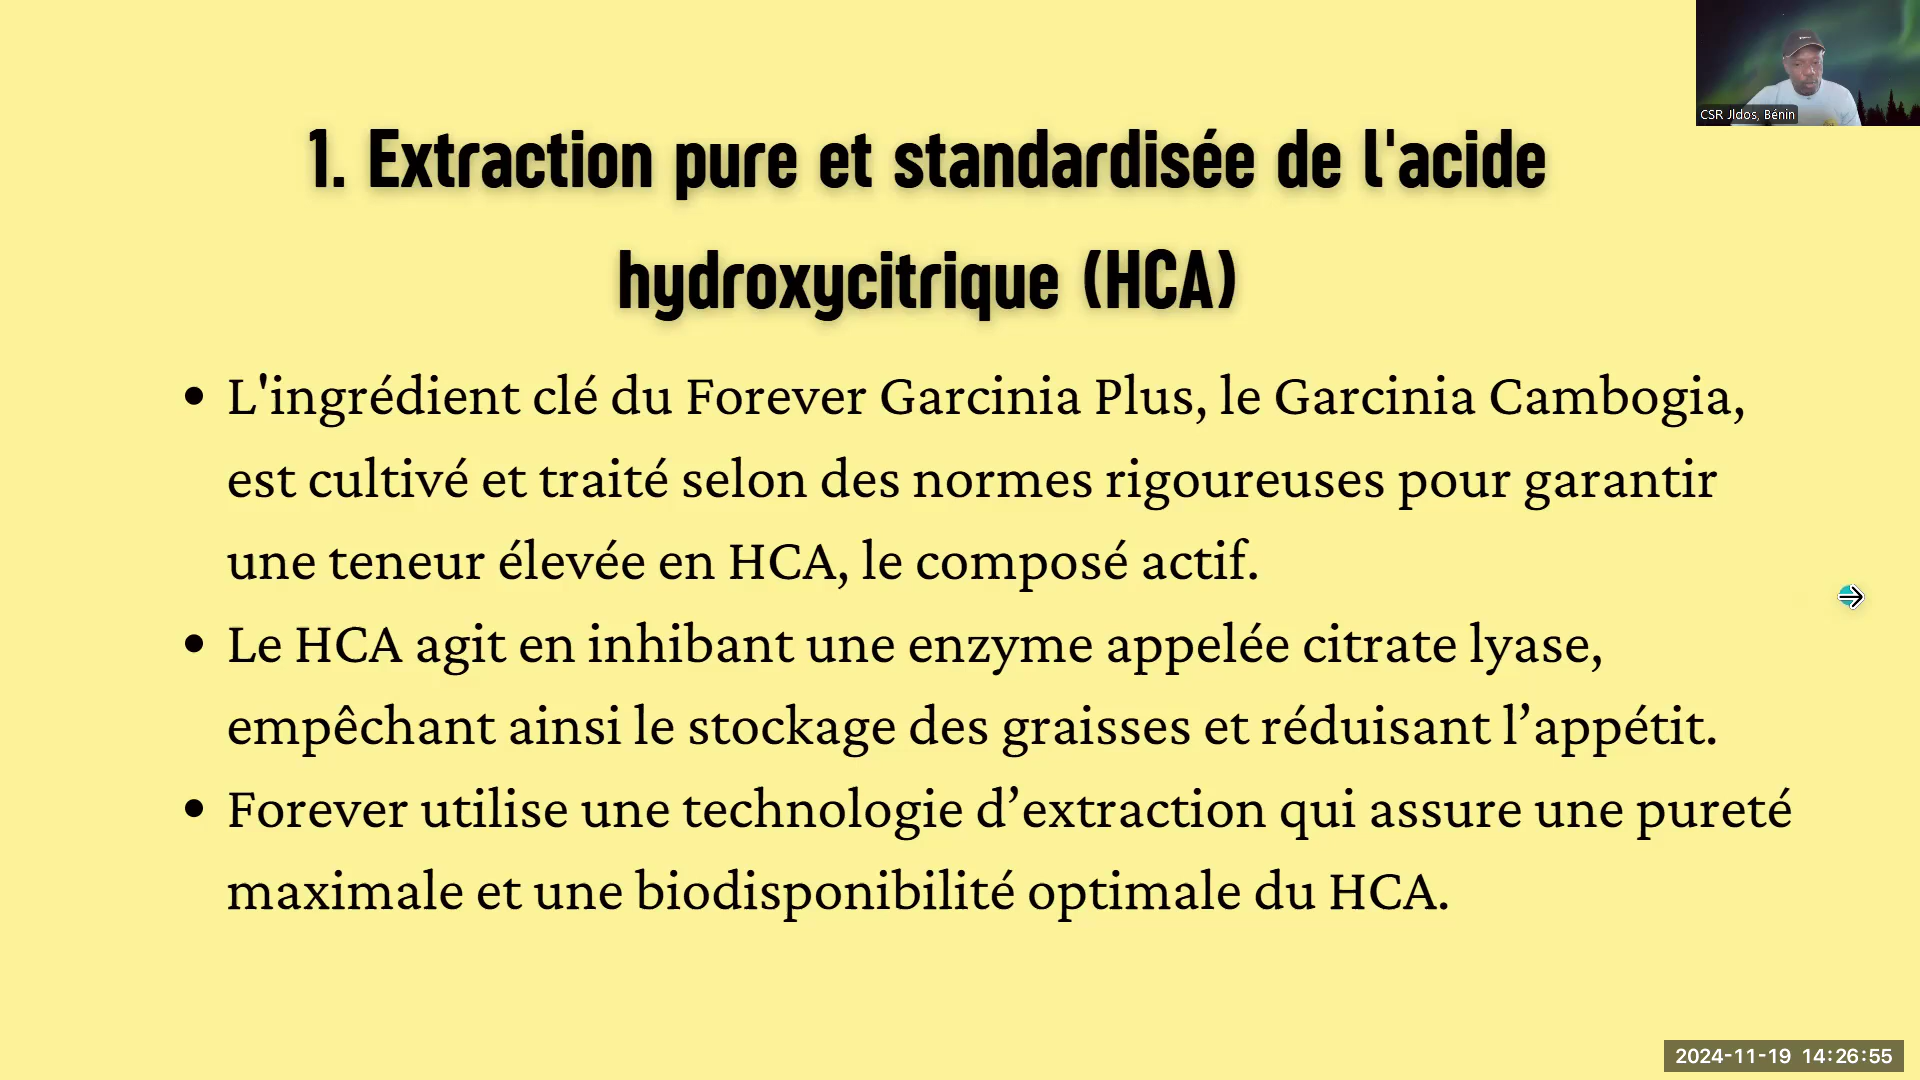 CSR Jldos, Bénin
1. Extraction pure et standardisée de l'acide
hydroxycitrique (HCA)
• L'ingrédient clé du Forever Garcinia Plus, le Garcinia Cambogia,
est cultivé et traité selon des normes rigoureuses pour garantir
une teneur élevée en HCA, le composé actif.
• Le HCA agit en inhibant une enzyme appelée citrate lyase,
empêchant ainsi le stockage des graisses et réduisant l’appétit.
• Forever utilise une technologie d’extraction qui assure une pureté
maximale et une biodisponibilité optimale du HCA.
2024-11-19 14:26:55